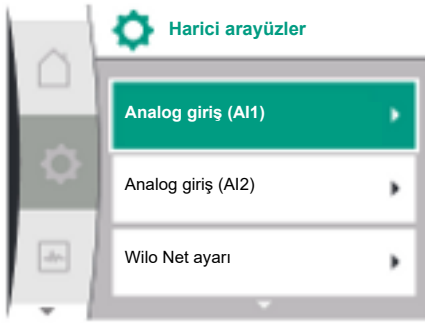 Harici arayüzler
Analog giriş (AI1)
Analog giriş (AI2)
Wilo Net ayarı